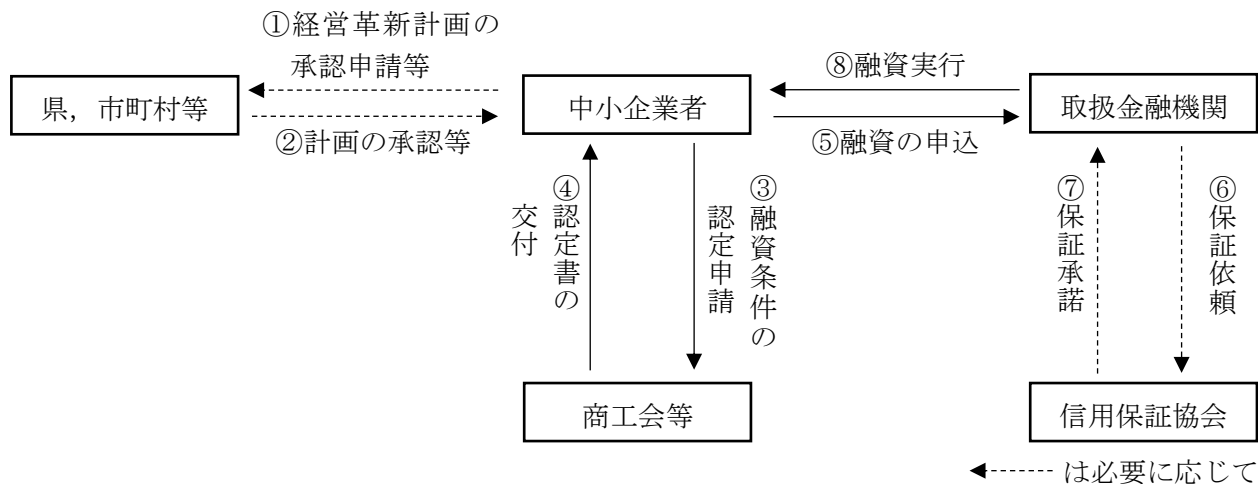 ①経営革新計画の
承認申請等
県，市町村等
②計画の承認等
中小企業者
⑧融資実行
⑤融資の申込
取扱金融機関
④認定書の
交付
③融資条件の
認定申請
⑦保証承諾
⑥保証依頼
商工会等
信用保証協会
は必要に応じて